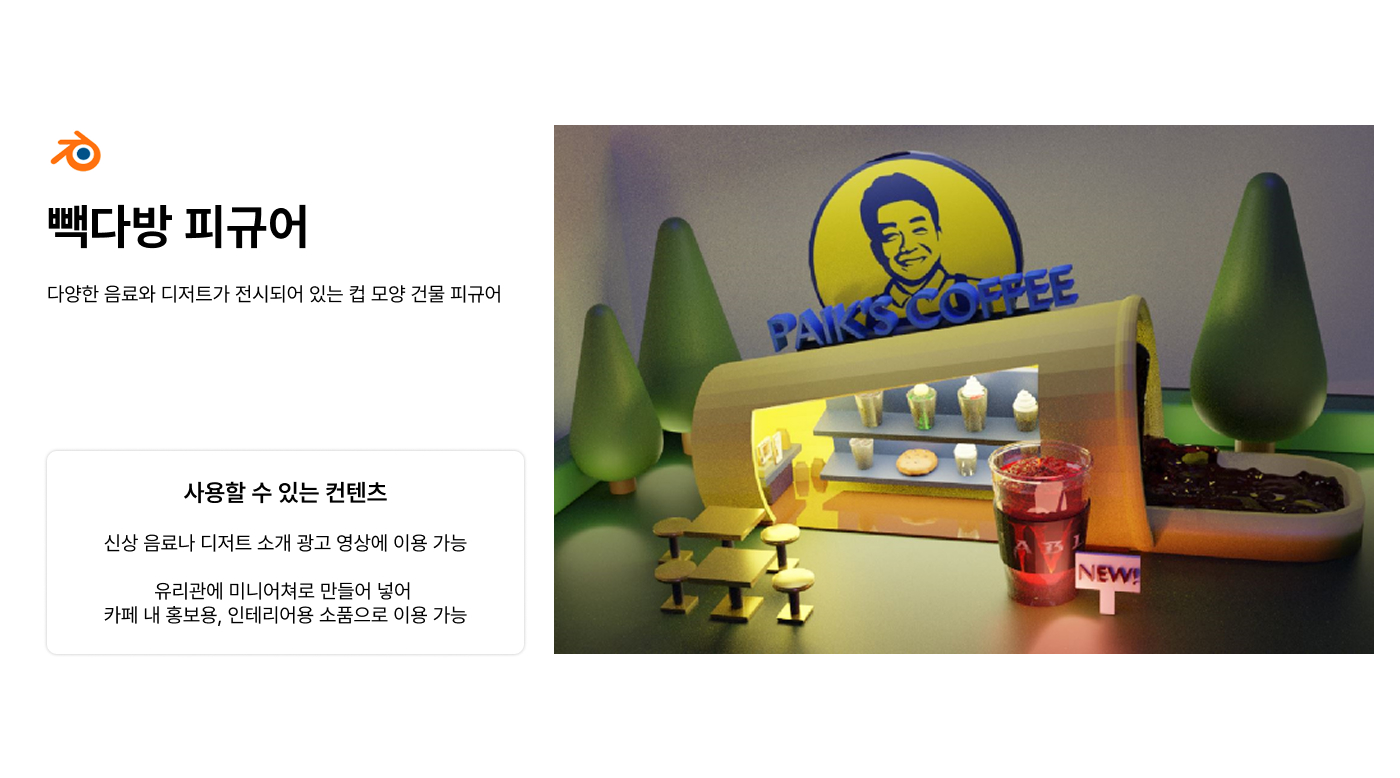 빽다방 피규어
다양한 음료와 디저트가 전시되어 있는 컵 모양 건물 피규어
사용할 수 있는 컨텐츠
신상 음료나 디저트 소개 광고 영상에 이용 가능
유리관에 미니어쳐로 만들어 넣어
카페 내 홍보용, 인테리어용 소품으로 이용 가능
PAIK'S COFFEE
NEW!